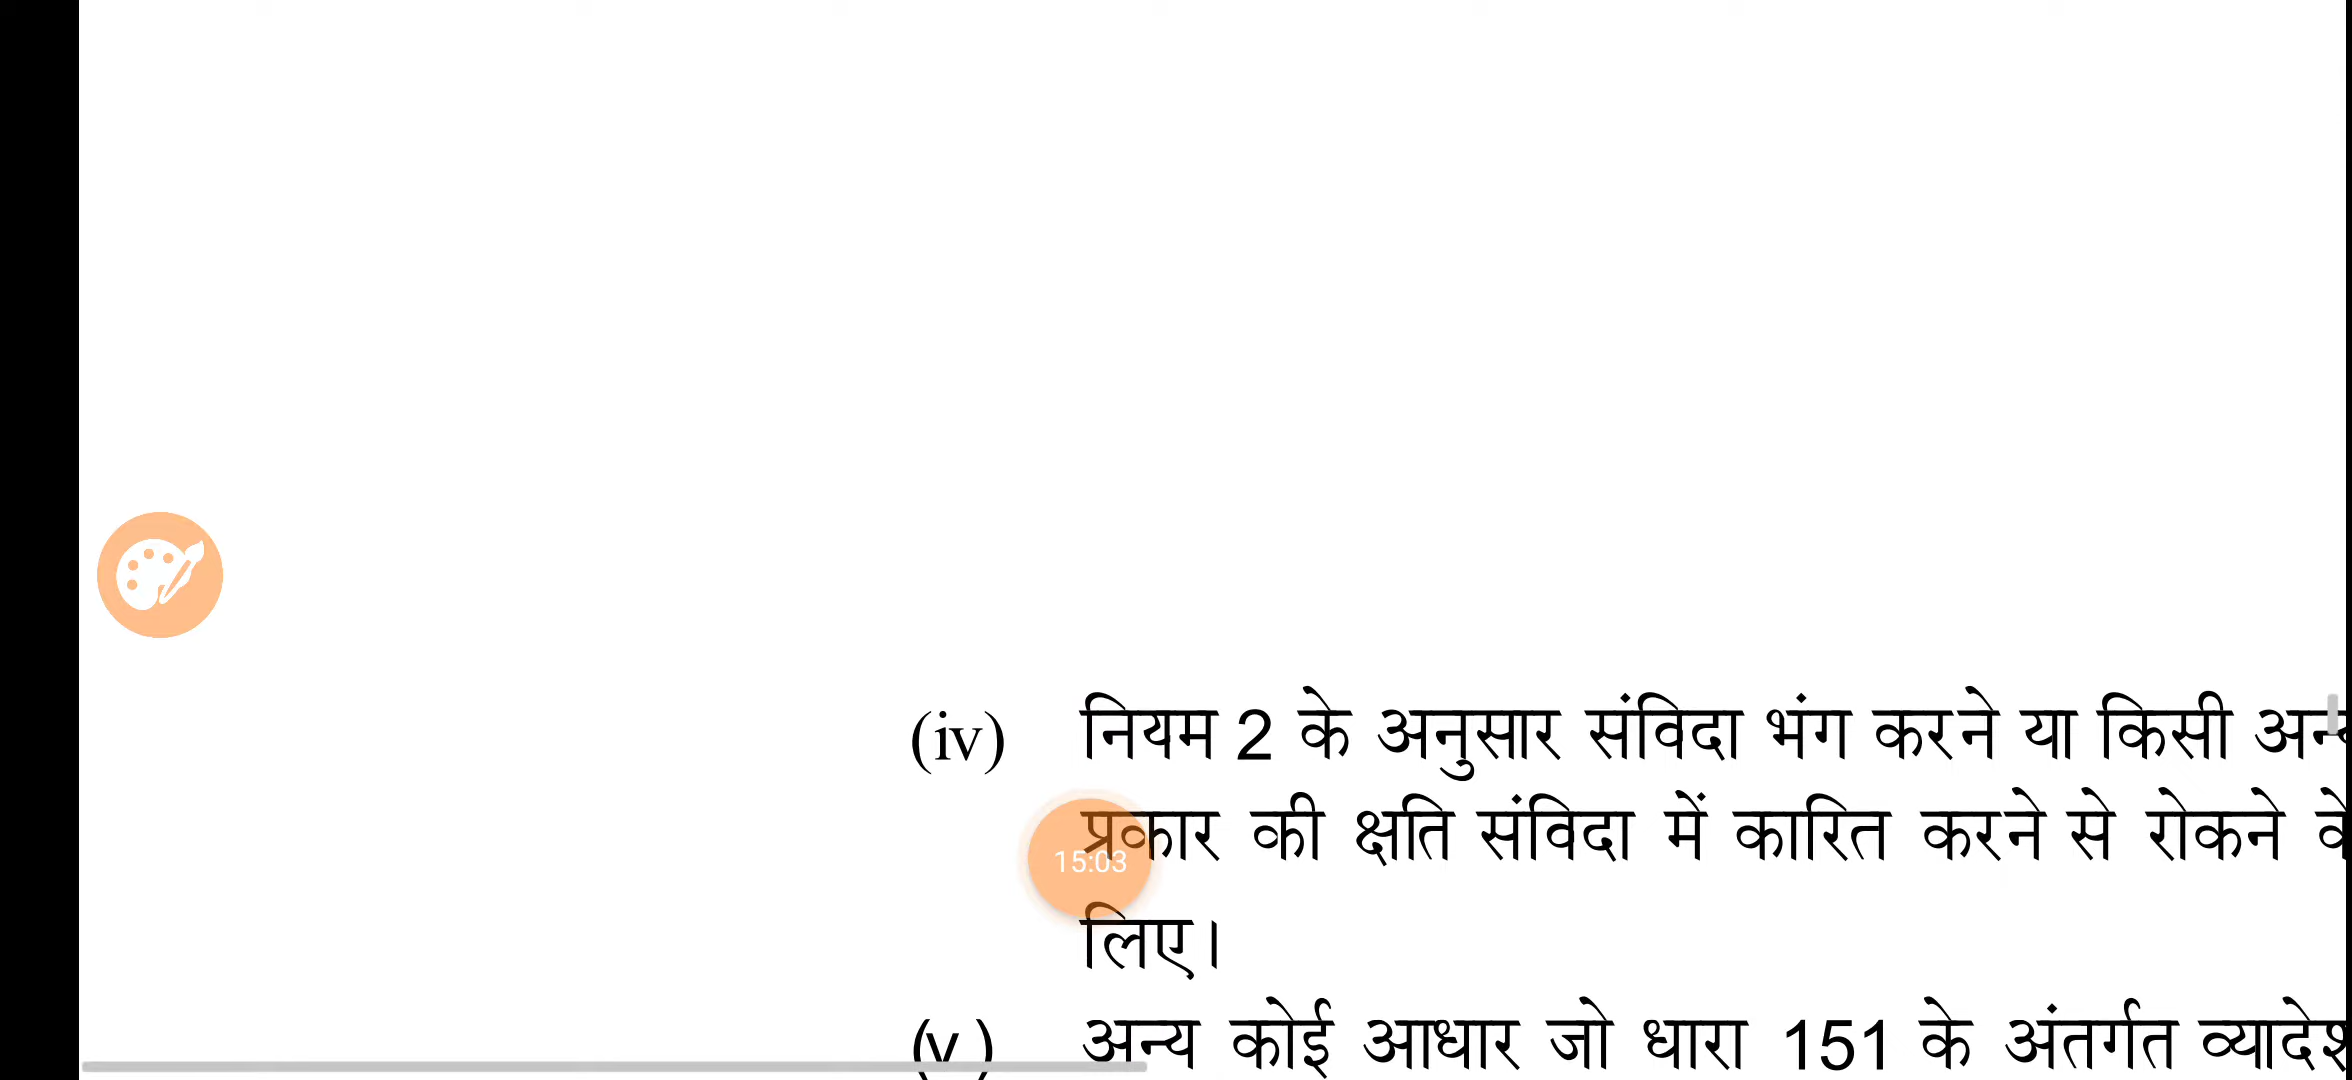 (iv) नियम 2 के अनुसार संविदा भंग करने या किसी
प्रकार की क्षति संविदा में कारित करने से रोकने
15:03
लिए।
(v) अन्य कोई आधार जो धारा 151 के अंतर्गत